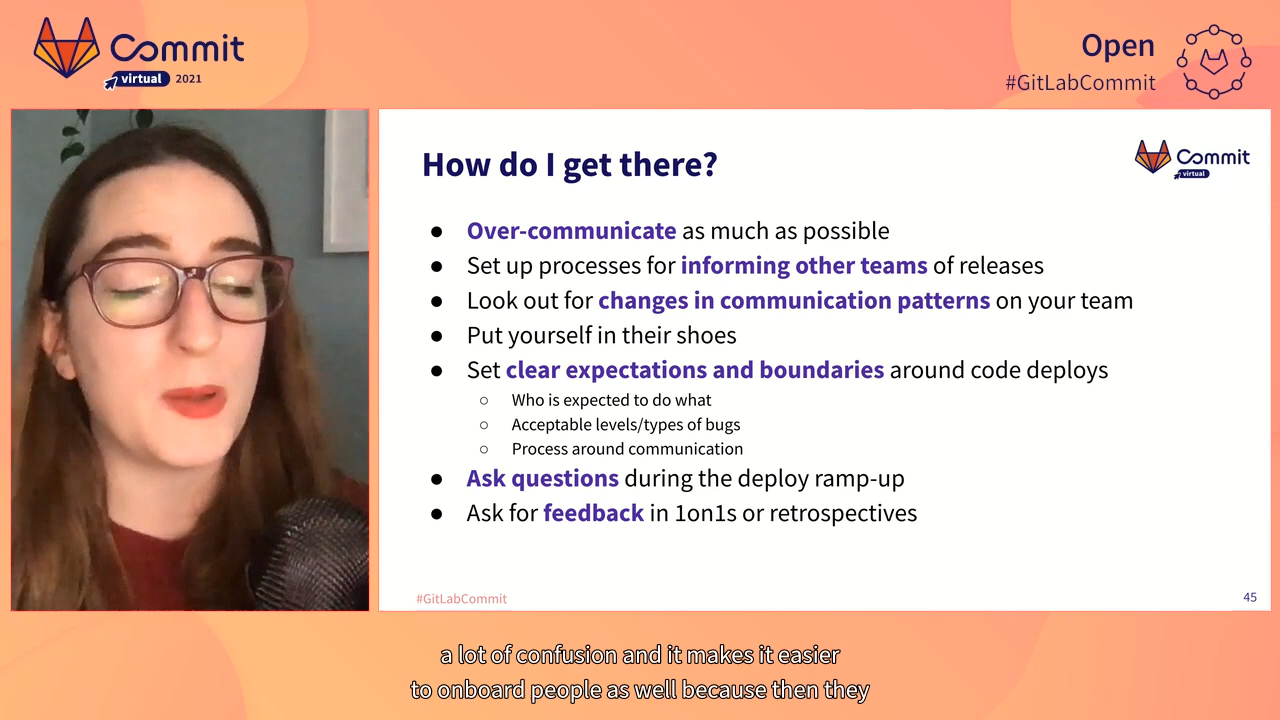 Commit
virtual 2021
Open
#GitLabCommit
How do I get there?
Commit
virtual
● Over-communicate as much as possible
● Set up processes for informing other teams of releases
● Look out for changes in communication patterns on your team
● Put yourself in their shoes
● Set clear expectations and boundaries around code deploys
○ Who is expected to do what
○ Acceptable levels/types of bugs
○ Process around communication
● Ask questions during the deploy ramp-up
● Ask for feedback in 1on1s or retrospectives
#GitLabCommit
45
a lot of confusion and it makes it easier
to onboard people as well because then they